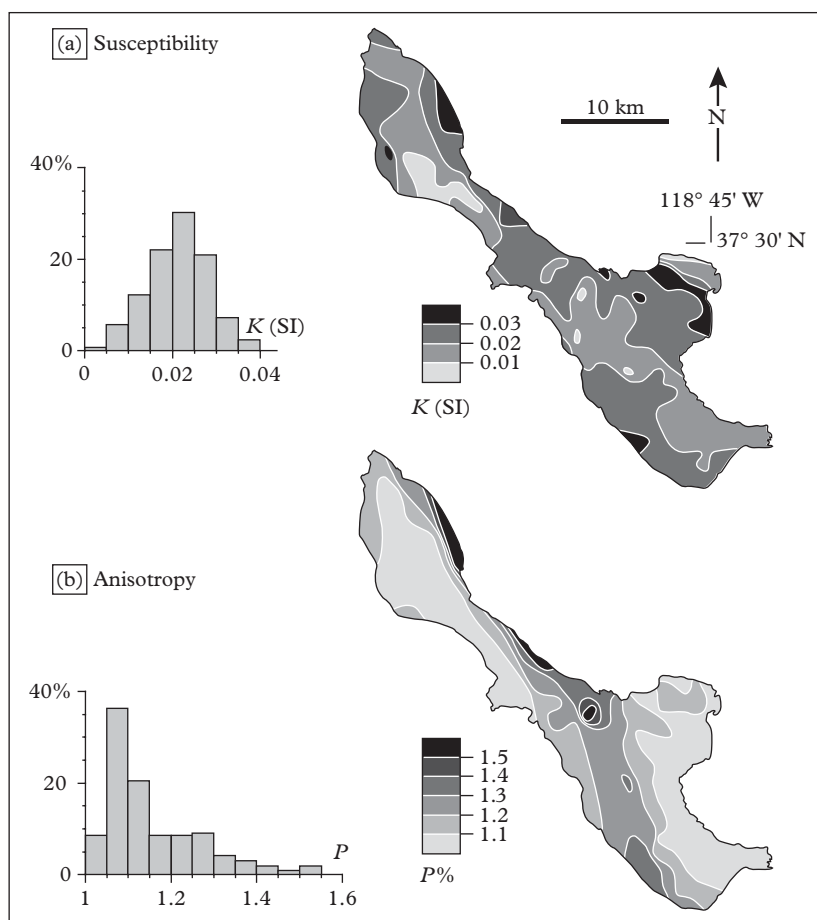 (a) Susceptibility
10 km
N
118° 45' W
37° 30' N
40%
20
0
K (SI)
0 0.02 0.04
0.03
0.02
0.01
K (SI)
(b) Anisotropy
40%
20
0
P
1 1.2 1.4 1.6
1.5
1.4
1.3
1.2
1.1
P%